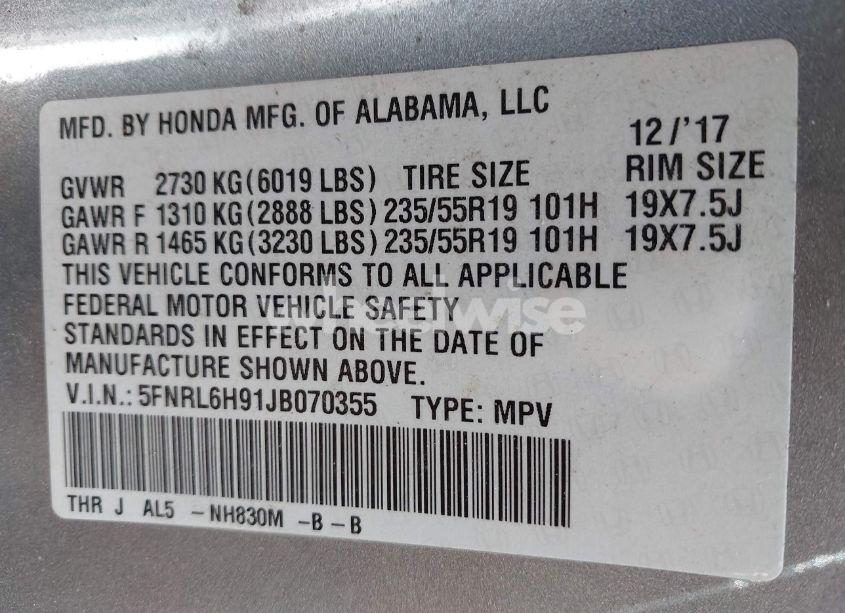 MFD. BY HONDA MFG. OF ALABAMA, LLC
12/'17
GVWR 2730 KG(6019 LBS) TIRE SIZE RIM SIZE
GAWR F 1310 KG(2888 LBS) 235/55R19 101H 19X7.5J
GAWR R 1465 KG(3230 LBS) 235/55R19 101H 19X7.5J
THIS VEHICLE CONFORMS TO ALL APPLICABLE
FEDERAL MOTOR VEHICLE SAFETY
STANDARDS IN EFFECT ON THE DATE OF
MANUFACTURE SHOWN ABOVE.
V.I.N.: 5FNRL6H91JB070355 TYPE: MPV
THR J AL5 -NH830M -B -B